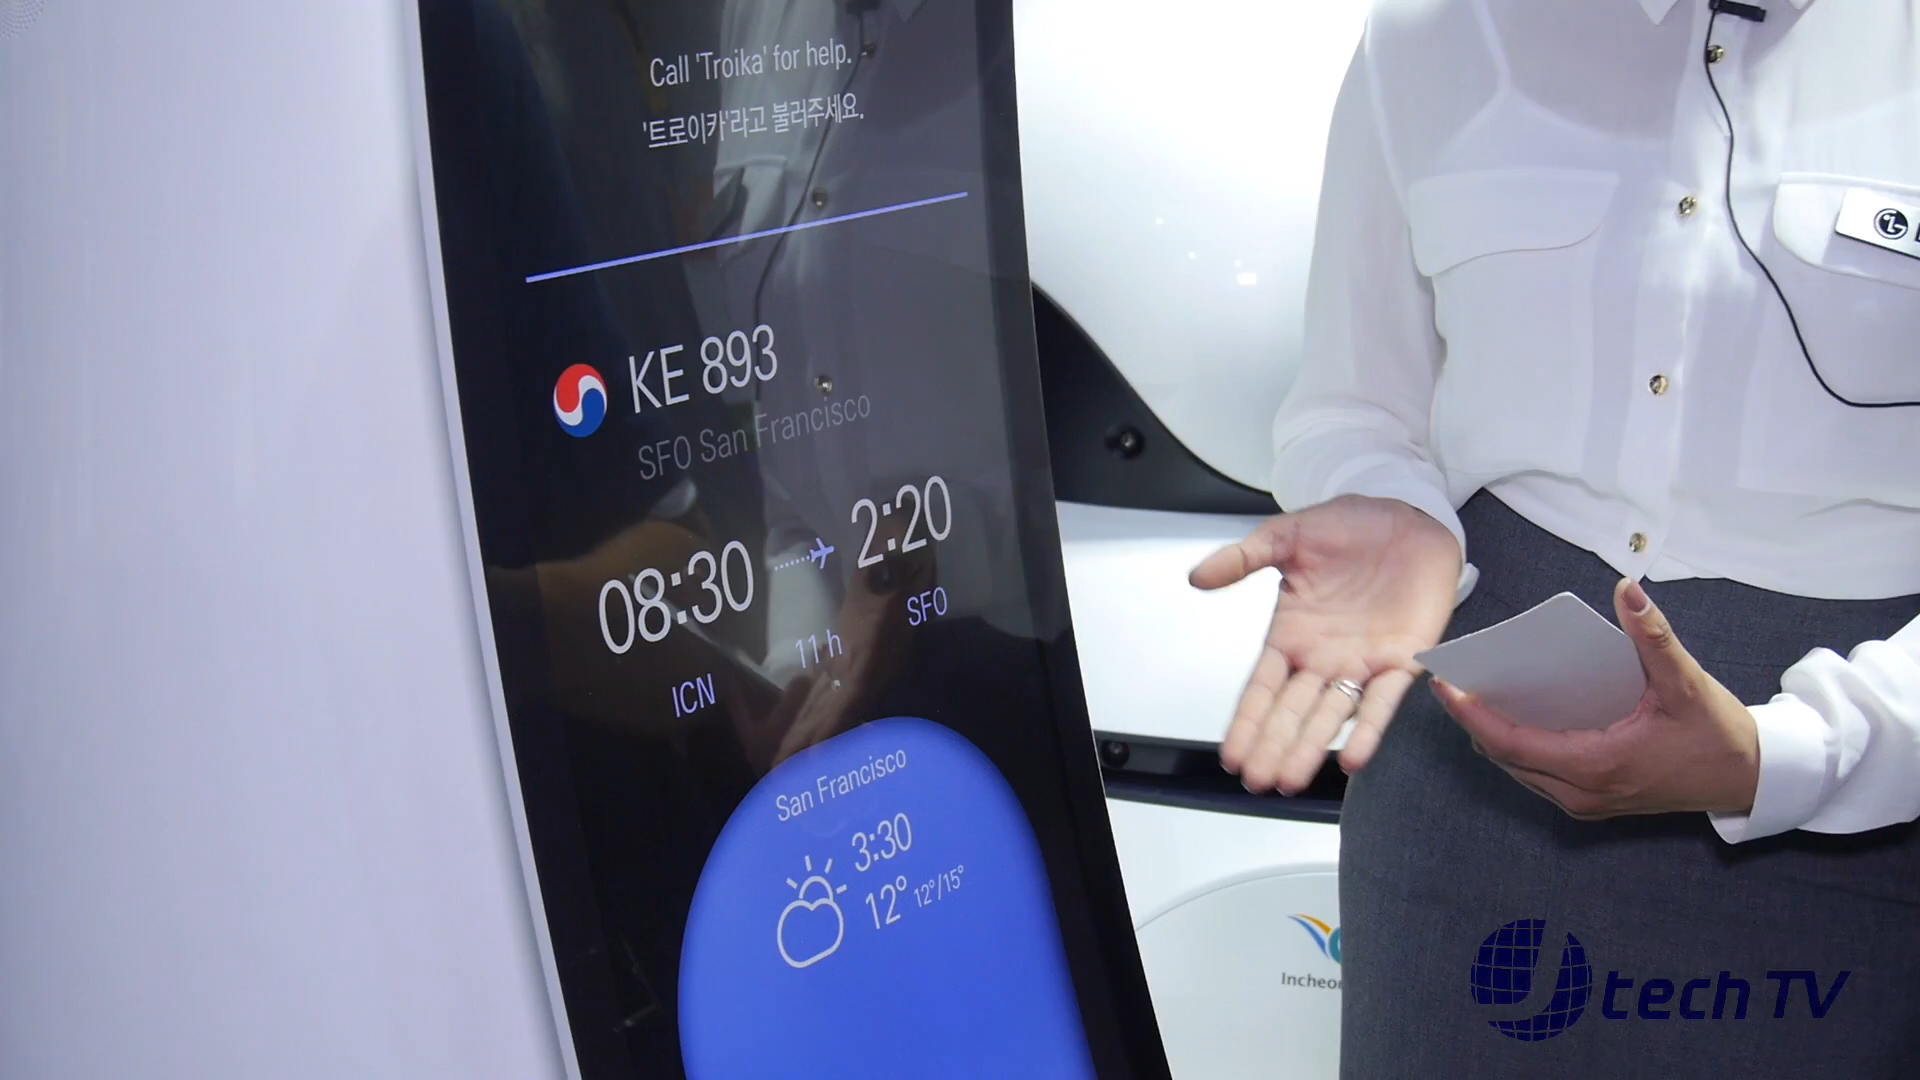 Call 'Troika' for help.
'트로이카'라고 불러주세요.
KE 893
SFO San Francisco
08:30
2:20
ICN
11 h
SFO
San Francisco
3:30
12° 12°/15°
LG
Incheon
tech TV